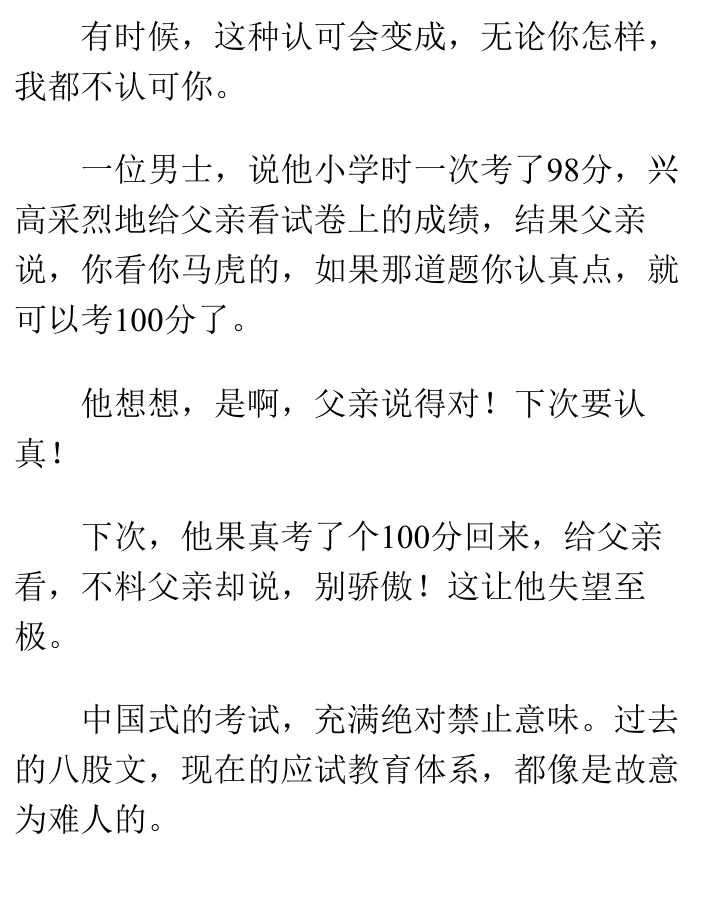 有时候，这种认可会变成，无论你怎样，
我都不认可你。
一位男士，说他小学时一次考了98分，兴
高采烈地给父亲看试卷上的成绩，结果父亲
说，你看你马虎的，如果那道题你认真点，就
可以考100分了。
他想想，是啊，父亲说得对！下次要认
真！
下次，他果真考了个100分回来，给父亲
看，不料父亲却说，别骄傲！这让他失望至
极。
中国式的考试，充满绝对禁止意味。过去
的八股文，现在的应试教育体系，都像是故意
为难人的。